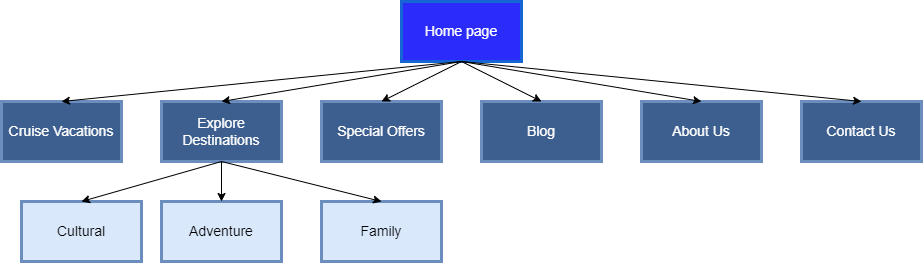 Home page
Cruise Vacations
Explore
Destinations
Special Offers
Blog
About Us
Contact Us
Cultural
Adventure
Family